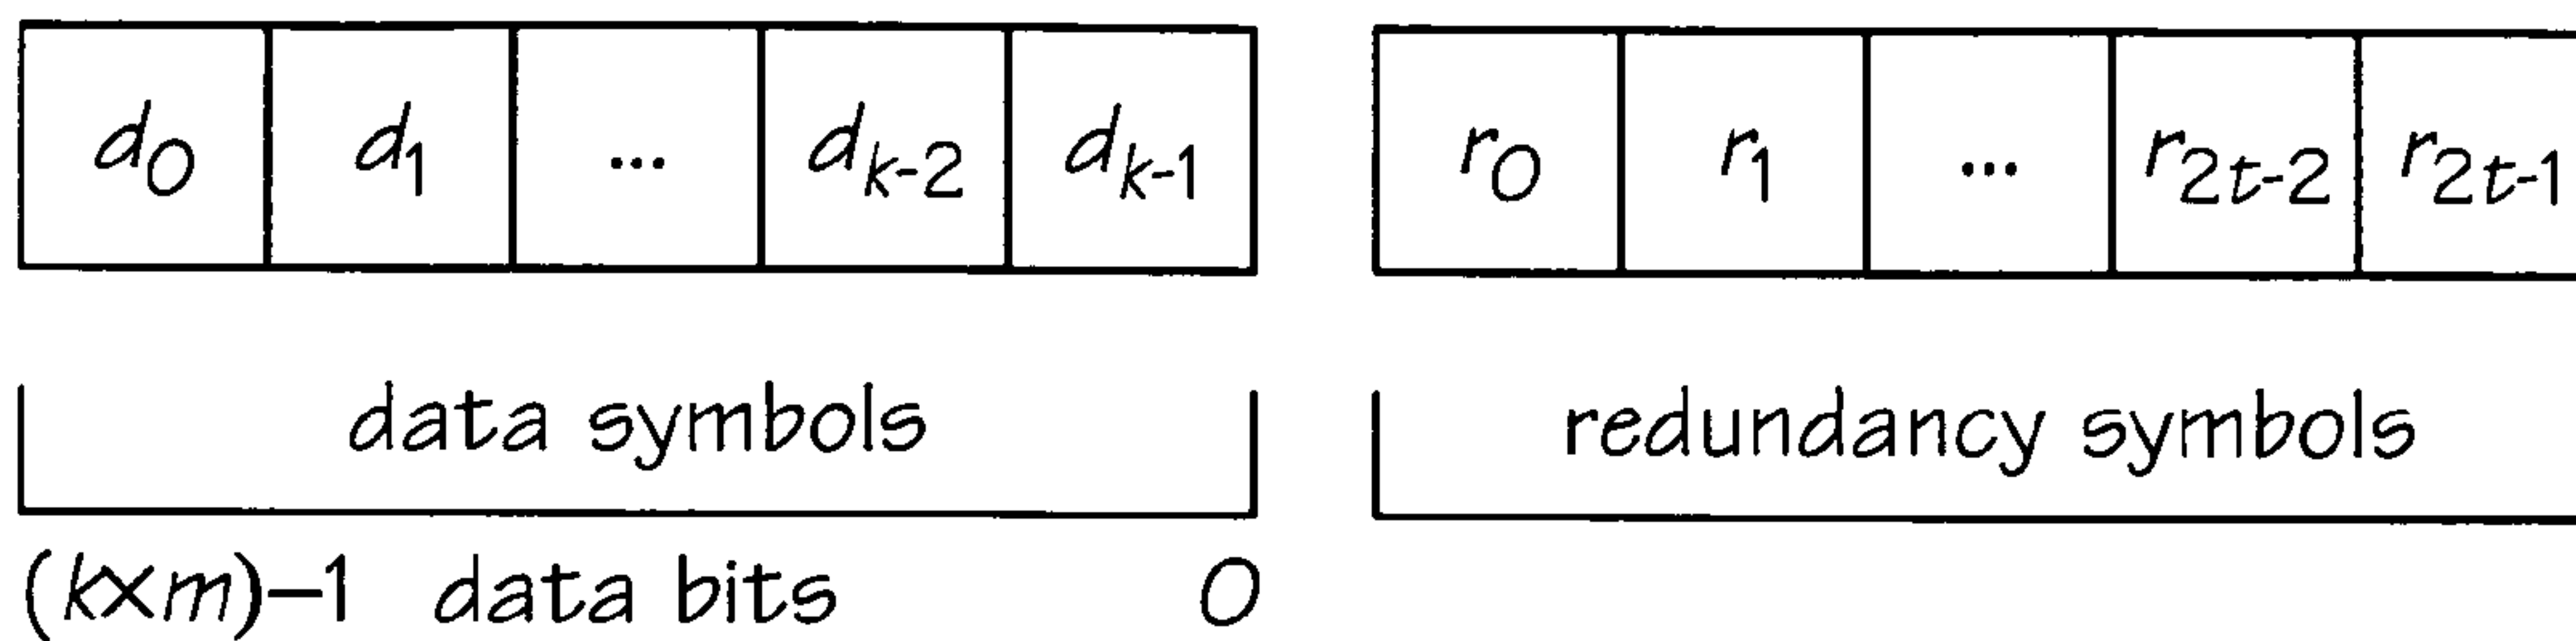 d0 d1 ... dk-2 dk-1 r0 r1 ... r2t-2 r2t-1
data symbols redundancy symbols
(k×m)–1 data bits 0